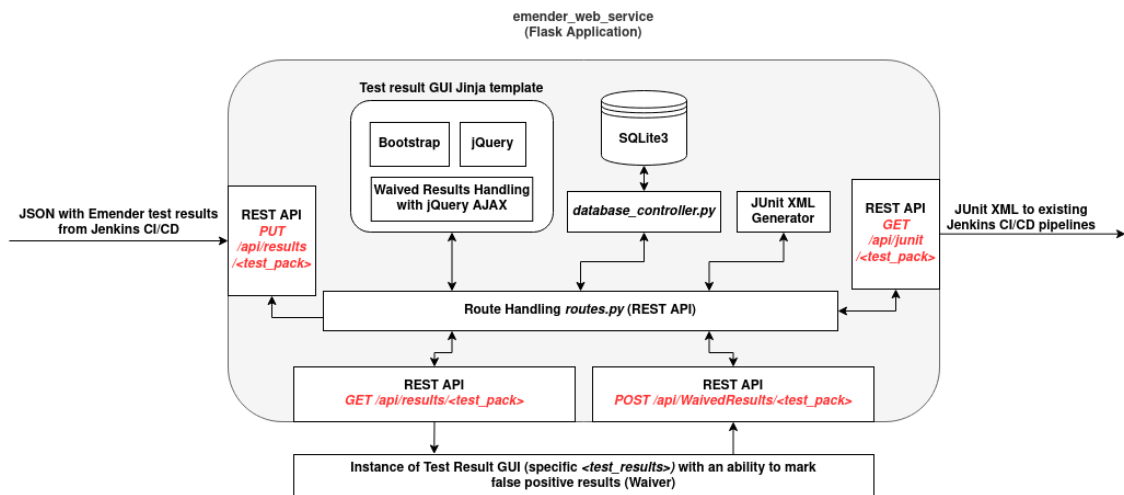 emender_web_service
(Flask Application)
Test result GUI Jinja template
Bootstrap
jQuery
Waived Results Handling
with jQuery AJAX
SQLite3
database_controller.py
JUnit XML
Generator
JSON with Emender test results
from Jenkins CI/CD
REST API
PUT
/api/results
/<test_pack>
REST API
GET
/api/junit
/<test_pack>
JUnit XML to existing
Jenkins CI/CD pipelines
Route Handling routes.py (REST API)
REST API
GET /api/results/<test_pack>
REST API
POST /api/WaivedResults/<test_pack>
Instance of Test Result GUI (specific <test_results>) with an ability to mark
false positive results (Waiver)